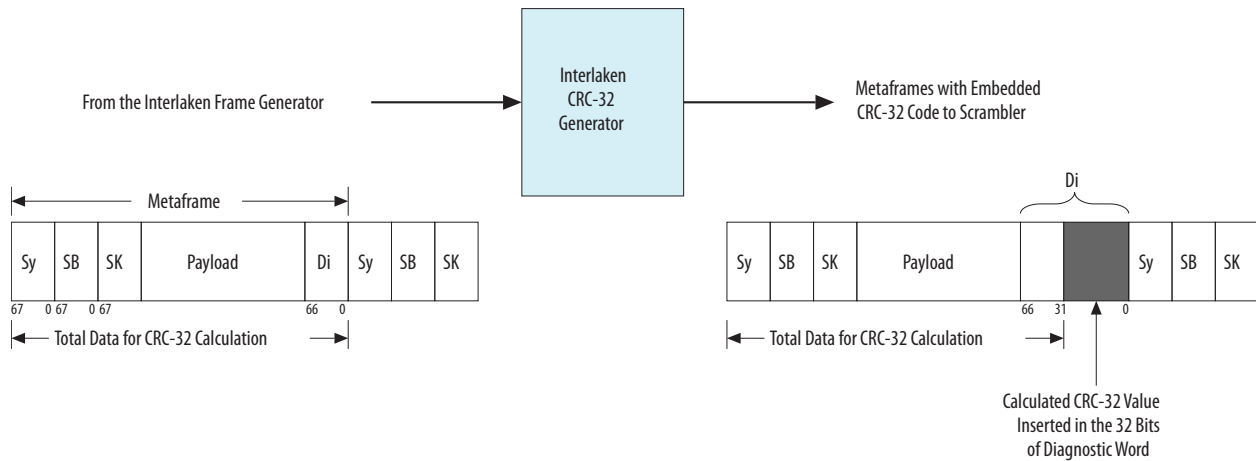 From the Interlaken Frame Generator
Interlaken
CRC-32
Generator
Metaframes with Embedded
CRC-32 Code to Scrambler
Metaframe
Sy SB SK Payload Di Sy SB SK
67 0 67 0 67 66 0
Total Data for CRC-32 Calculation
Di
Sy SB SK Payload Sy SB SK
66 31 0
Total Data for CRC-32 Calculation
Calculated CRC-32 Value
Inserted in the 32 Bits
of Diagnostic Word